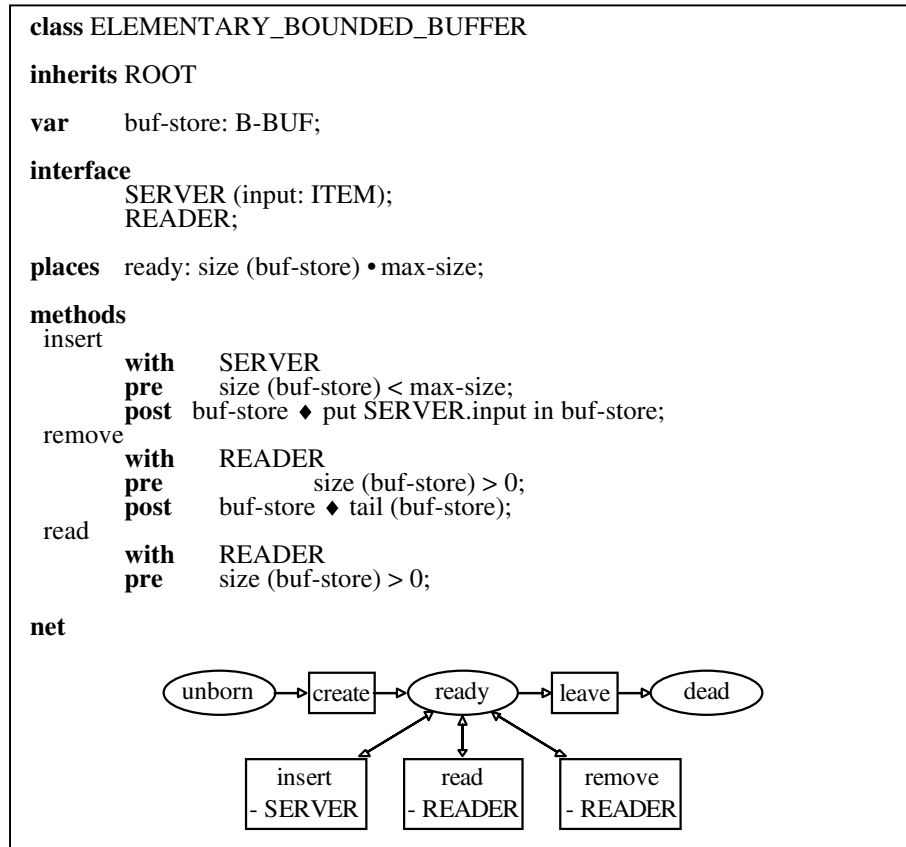 class ELEMENTARY_BOUNDED_BUFFER
inherits ROOT
var buf-store: B-BUF;
interface
SERVER (input: ITEM);
READER;
places ready: size (buf-store) • max-size;
methods
insert
with SERVER
pre size (buf-store) < max-size;
post buf-store ♦ put SERVER.input in buf-store;
remove
with READER
pre size (buf-store) > 0;
post buf-store ♦ tail (buf-store);
read
with READER
pre size (buf-store) > 0;
net
unborn create ready leave dead
insert read remove
- SERVER - READER - READER